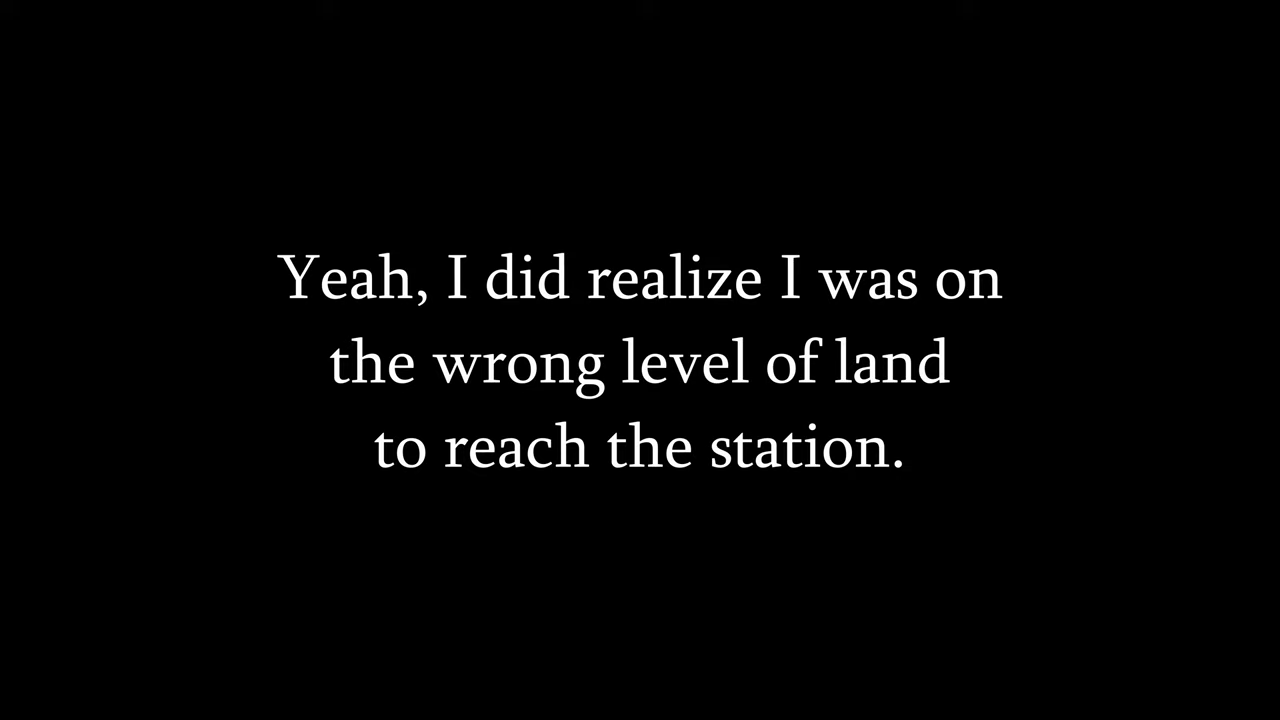 Yeah, I did realize I was on
the wrong level of land
to reach the station.